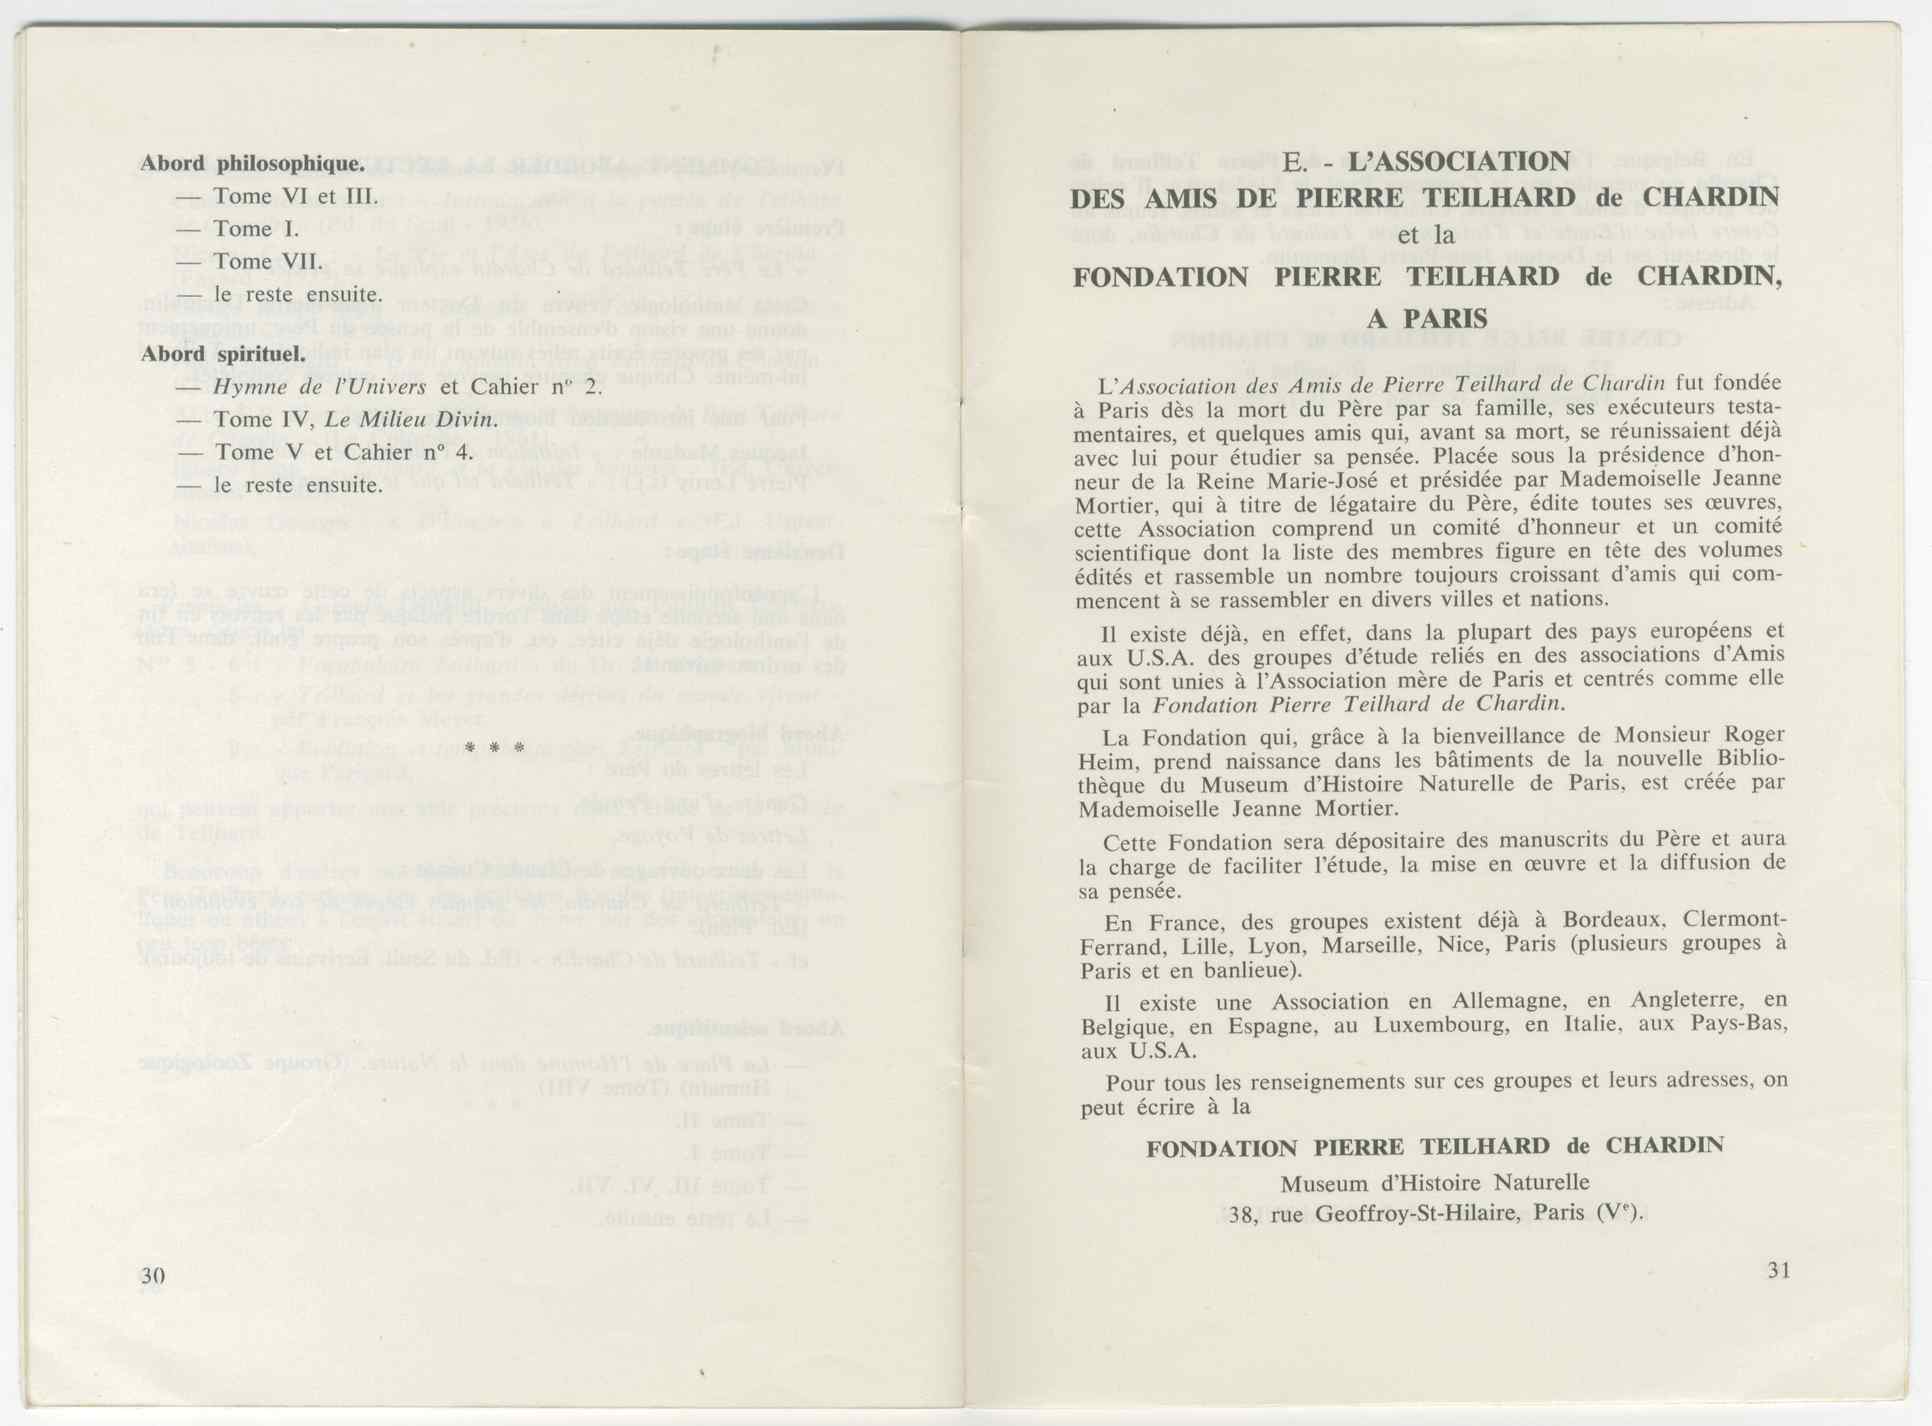 Abord philosophique.
— Tome VI et III.
— Tome I.
— Tome VII.
— le reste ensuite.
Abord spirituel.
— Hymne de l'Univers et Cahier n° 2.
— Tome IV, Le Milieu Divin.
— Tome V et Cahier n° 4.
— le reste ensuite.
* * *
30
E. - L'ASSOCIATION
DES AMIS DE PIERRE TEILHARD de CHARDIN
et la
FONDATION PIERRE TEILHARD de CHARDIN,
A PARIS
L'Association des Amis de Pierre Teilhard de Chardin fut fondée
à Paris dès la mort du Père par sa famille, ses exécuteurs testa-
mentaires, et quelques amis qui, avant sa mort, se réunissaient déjà
avec lui pour étudier sa pensée. Placée sous la présidence d'hon-
neur de la Reine Marie-José et présidée par Mademoiselle Jeanne
Mortier, qui à titre de légataire du Père, édite toutes ses œuvres,
cette Association comprend un comité d'honneur et un comité
scientifique dont la liste des membres figure en tête des volumes
édités et rassemble un nombre toujours croissant d'amis qui com-
mencent à se rassembler en divers villes et nations.
Il existe déjà, en effet, dans la plupart des pays européens et
aux U.S.A. des groupes d'étude reliés en des associations d'Amis
qui sont unies à l'Association mère de Paris et centrés comme elle
par la Fondation Pierre Teilhard de Chardin.
La Fondation qui, grâce à la bienveillance de Monsieur Roger
Heim, prend naissance dans les bâtiments de la nouvelle Biblio-
thèque du Museum d'Histoire Naturelle de Paris, est créée par
Mademoiselle Jeanne Mortier.
Cette Fondation sera dépositaire des manuscrits du Père et aura
la charge de faciliter l'étude, la mise en œuvre et la diffusion de
sa pensée.
En France, des groupes existent déjà à Bordeaux, Clermont-
Ferrand, Lille, Lyon, Marseille, Nice, Paris (plusieurs groupes à
Paris et en banlieue).
Il existe une Association en Allemagne, en Angleterre, en
Belgique, en Espagne, au Luxembourg, en Italie, aux Pays-Bas,
aux U.S.A.
Pour tous les renseignements sur ces groupes et leurs adresses, on
peut écrire à la
FONDATION PIERRE TEILHARD de CHARDIN
Museum d'Histoire Naturelle
38, rue Geoffroy-St-Hilaire, Paris (Vᵉ).
31